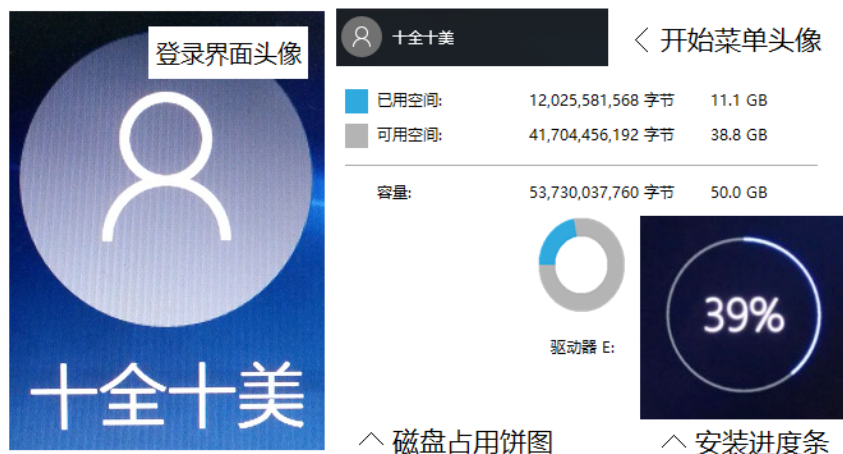 登录界面头像
十全十美
十全十美
< 开始菜单头像
已用空间: 12,025,581,568 字节 11.1 GB
可用空间: 41,704,456,192 字节 38.8 GB
容量: 53,730,037,760 字节 50.0 GB
驱动器 E:
へ 磁盘占用饼图
39%
へ 安装进度条